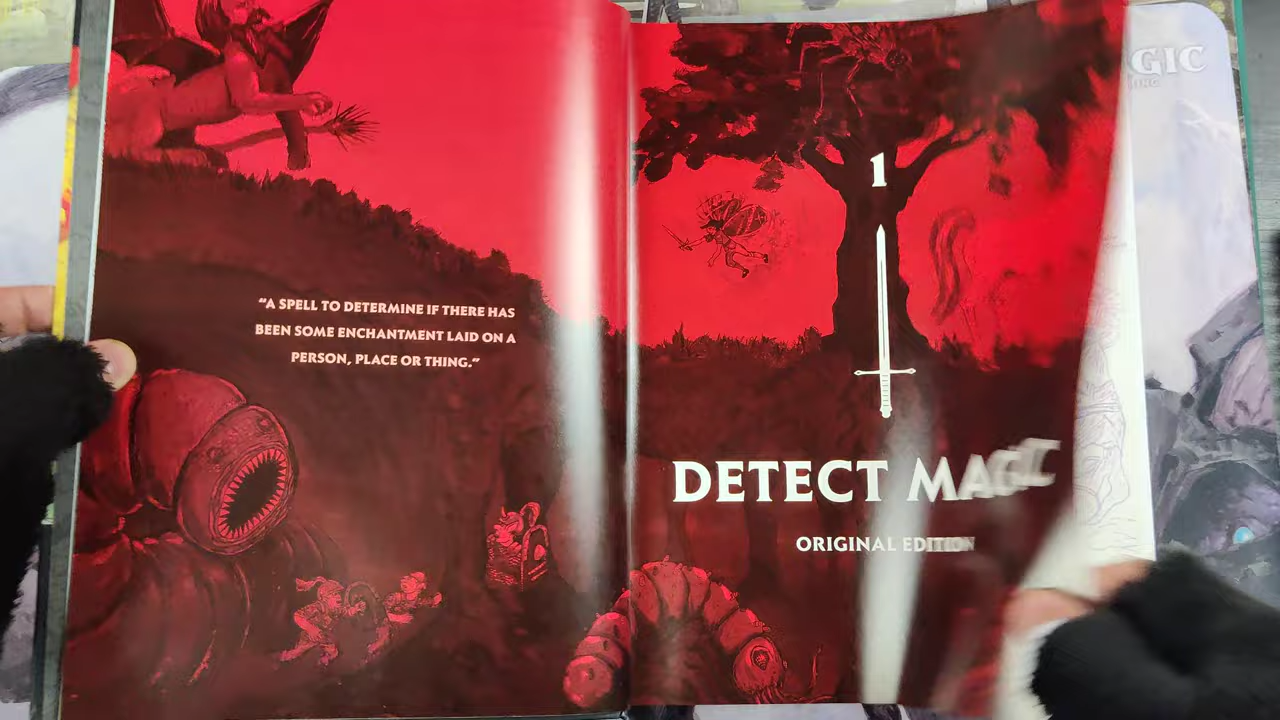 “A SPELL TO DETERMINE IF THERE HAS
BEEN SOME ENCHANTMENT LAID ON A
PERSON, PLACE OR THING.”
1
DETECT MAGIC
ORIGINAL EDITION
GIC